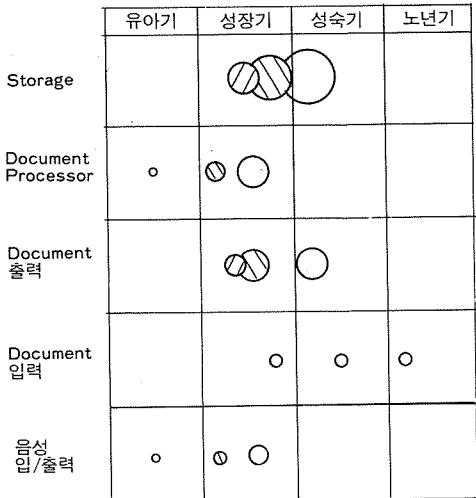 유아기 성장기 성숙기 노년기
Storage
Document
Processor
Document
출력
Document
입력
음성
입/출력